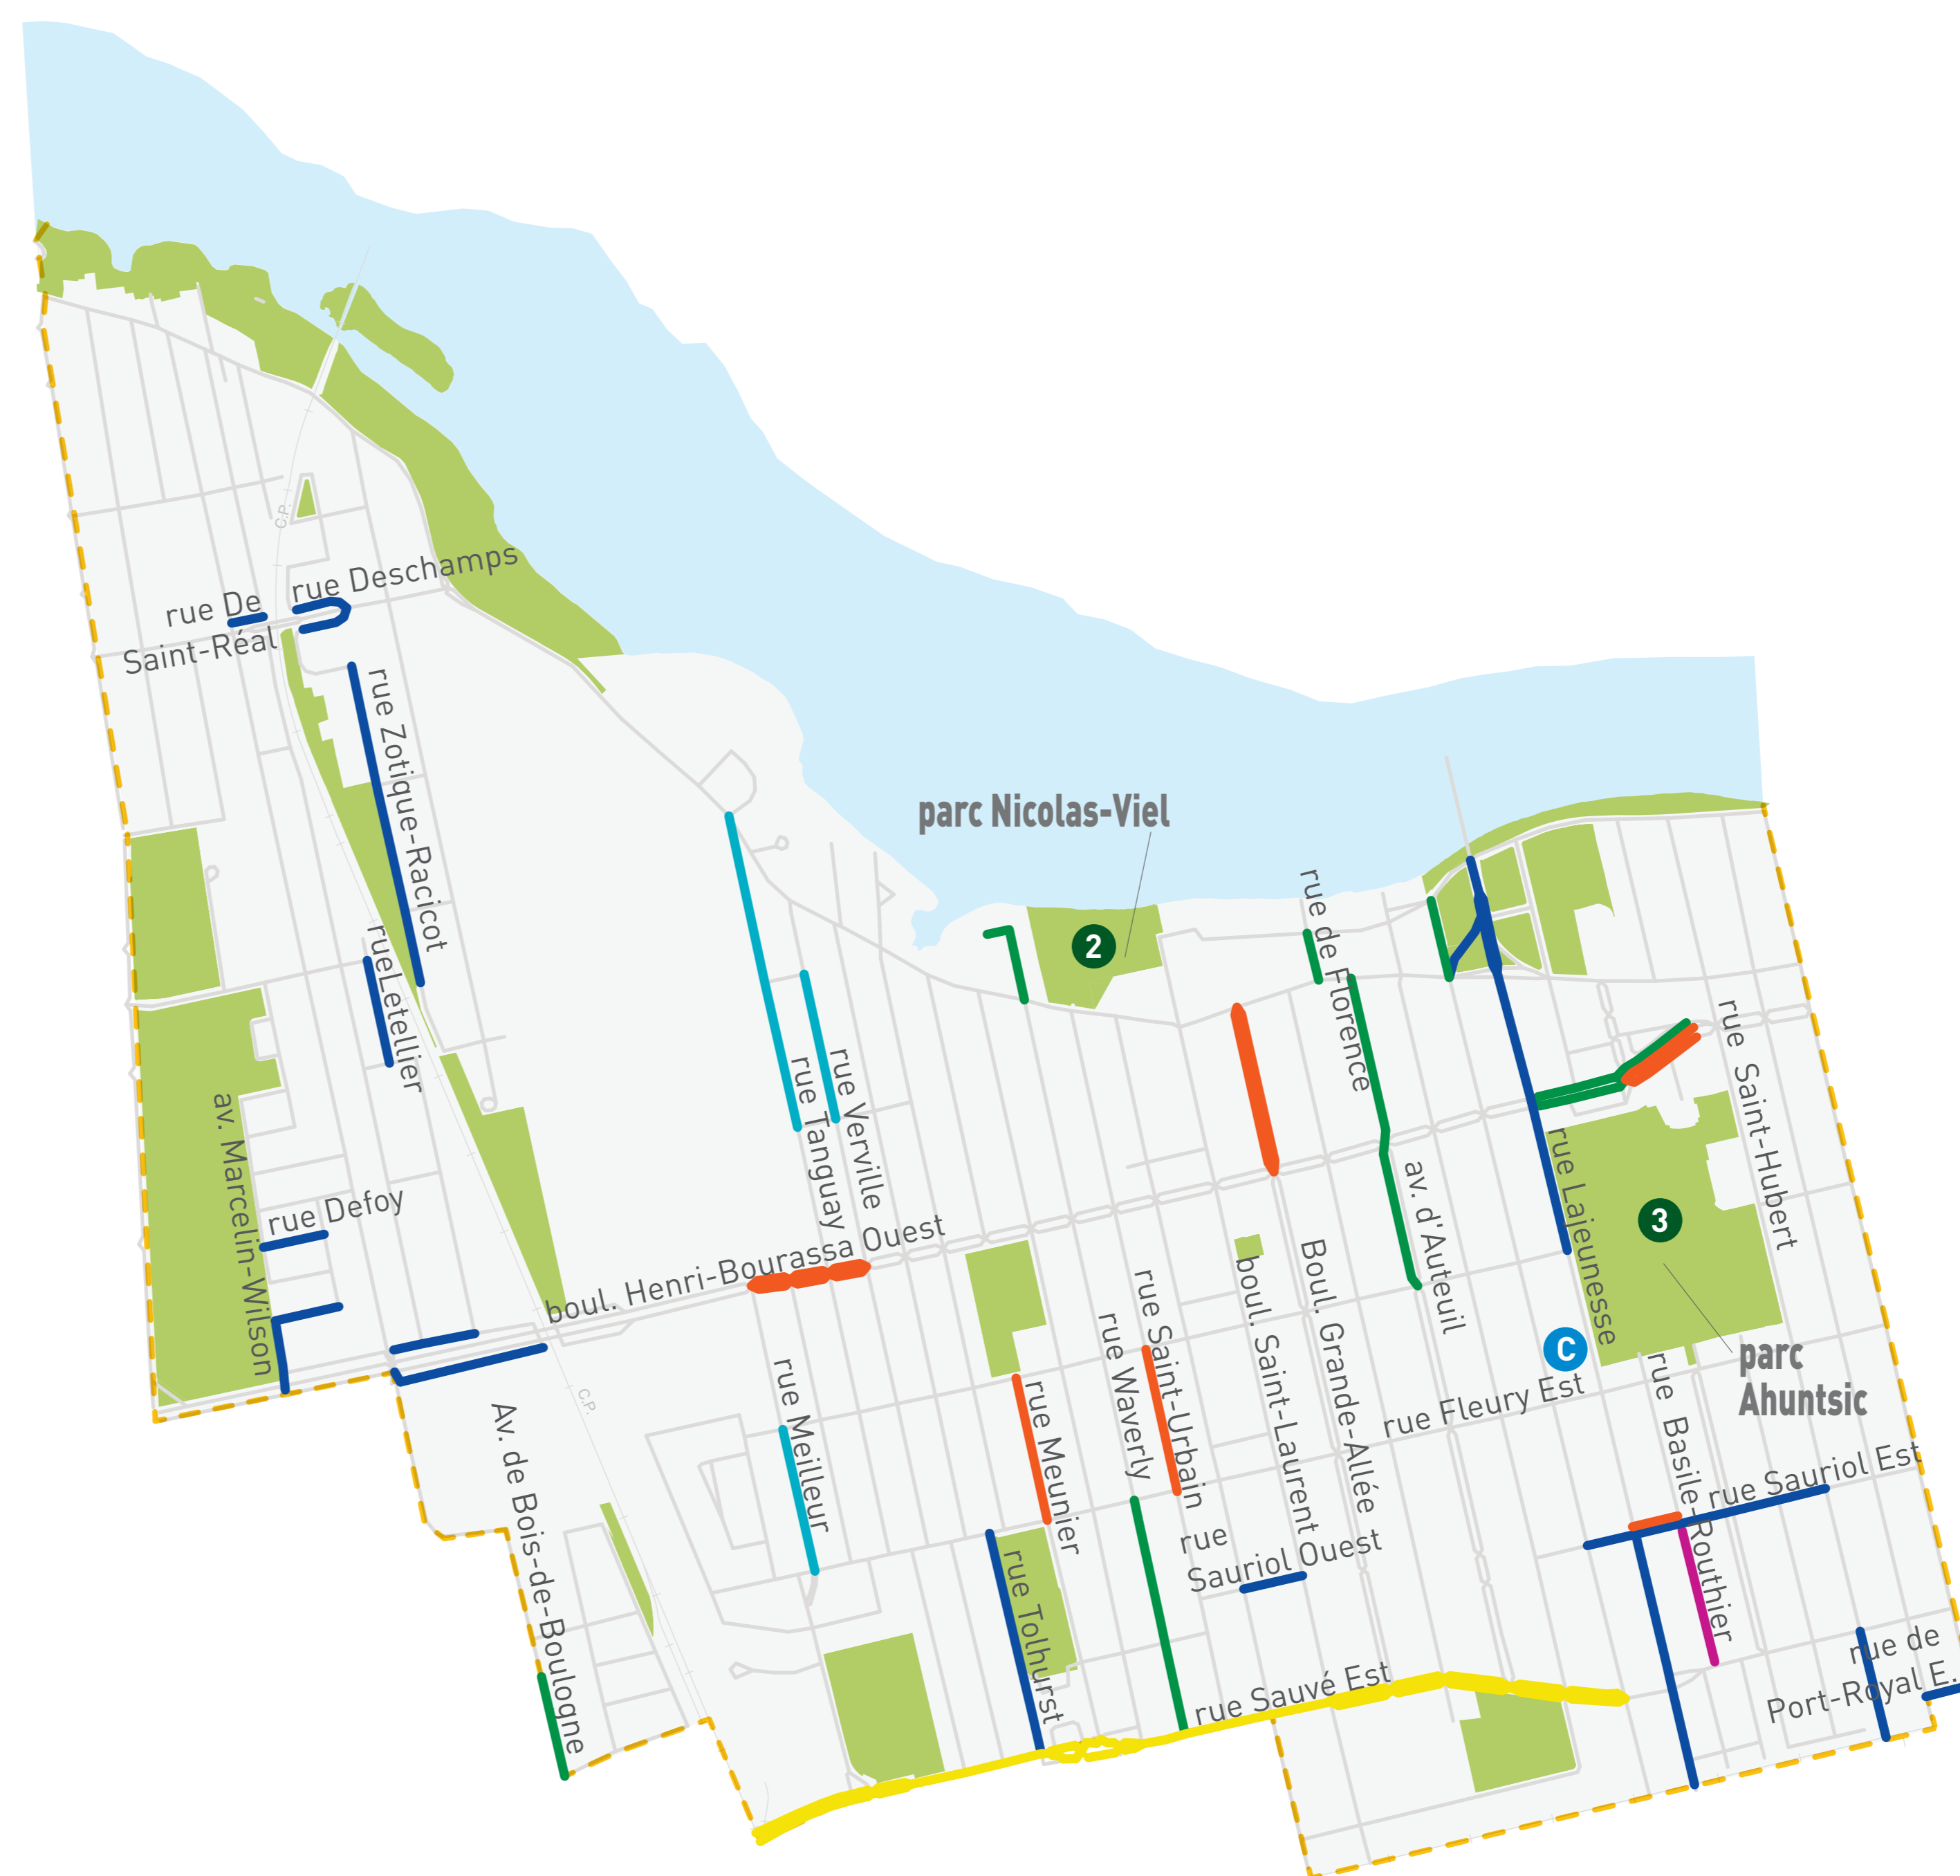 C.P.
rue Deschamps
rue De
Saint-Réal
rue Zotique-Racicot
parc Nicolas-Viel
2
rue de Florence
rue Letellier
rue Saint-Hubert
rue Verville
rue Tanguay
av. Marcelin-Wilson
rue Defoy
rue Lajeunesse
av. d'Auteuil
3
boul. Henri-Bourassa Ouest
Boul. Grande-Allée
boul. Saint-Laurent
rue Saint-Urbain
rue Waverly
C
parc
Ahuntsic
rue Meilleur
rue Meunier
rue Fleury Est
rue Basile-Routhier
C.P.
Av. de Bois-de-Boulogne
rue Sauriol Est
rue
Sauriol Ouest
rue Tolhurst
rue Sauvé Est
rue de
Port-Royal E.